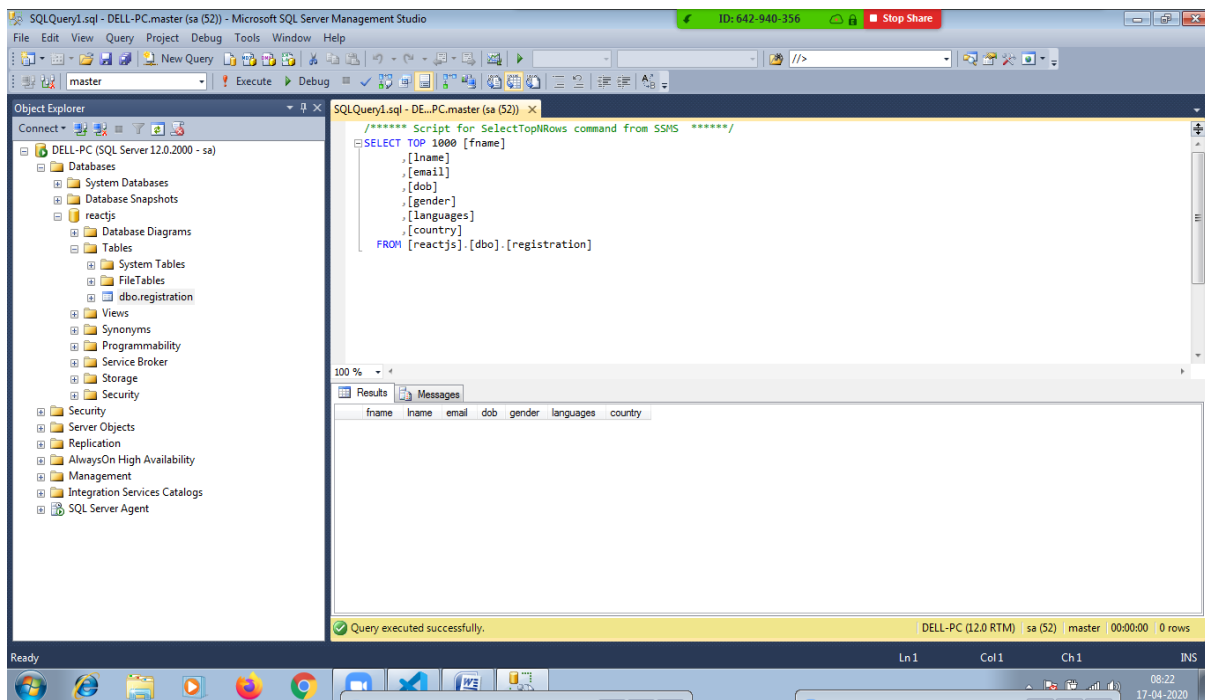 SQLQuery1.sql - DELL-PC.master (sa (52)) - Microsoft SQL Server Management Studio
ID: 642-940-356
Stop Share
File Edit View Query Project Debug Tools Window Help
New Query
//>
master
Execute
Debug
Object Explorer
SQLQuery1.sql - DE...PC.master (sa (52))
Connect
DELL-PC (SQL Server 12.0.2000 - sa)
Databases
System Databases
Database Snapshots
reactjs
Database Diagrams
Tables
System Tables
FileTables
dbo.registration
Views
Synonyms
Programmability
Service Broker
Storage
Security
Security
Server Objects
Replication
AlwaysOn High Availability
Management
Integration Services Catalogs
SQL Server Agent
/****** Script for SelectTopNRows command from SSMS ******/
SELECT TOP 1000 [fname]
,[lname]
,[email]
,[dob]
,[gender]
,[languages]
,[country]
FROM [reactjs].[dbo].[registration]
100 %
Results Messages
fname lname email dob gender languages country
Query executed successfully.
DELL-PC (12.0 RTM) sa (52) master 00:00:00 0 rows
Ready
Ln 1 Col 1 Ch 1 INS
08:22
17-04-2020